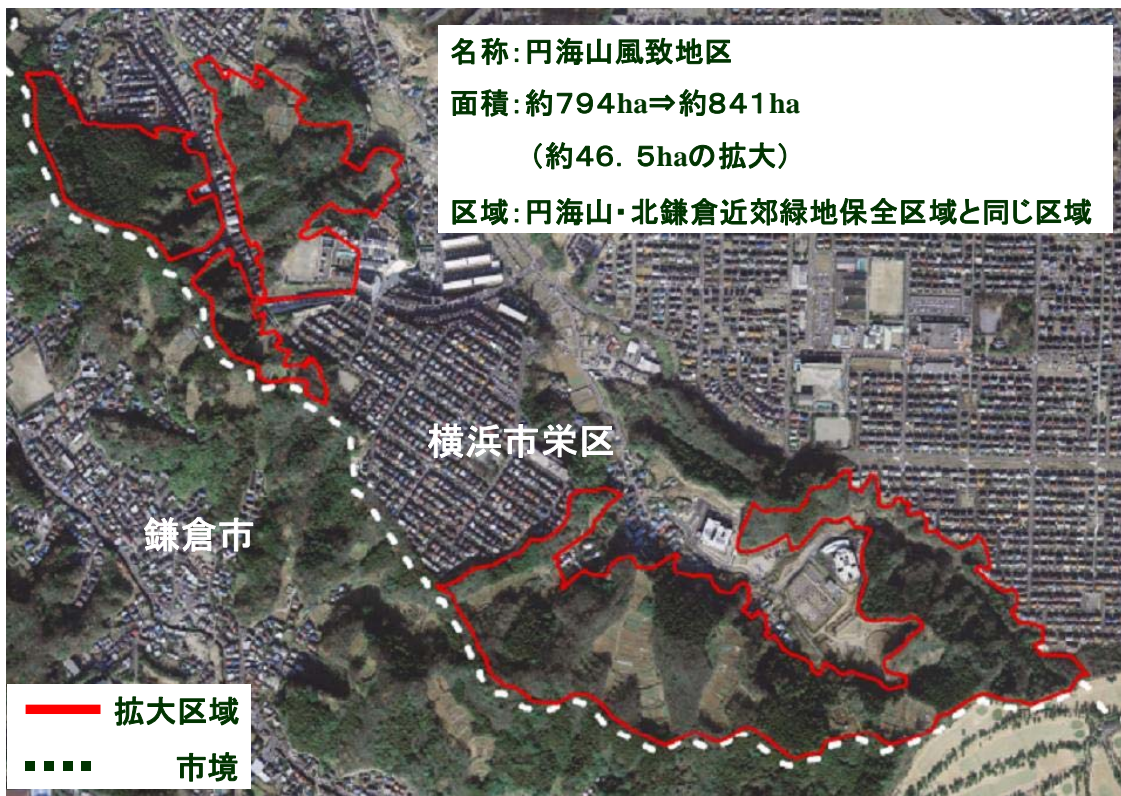 名称：円海山風致地区
面積：約７９４ha⇒約８４１ha
（約４６．５haの拡大）
区域：円海山・北鎌倉近郊緑地保全区域と同じ区域
横浜市栄区
鎌倉市
拡大区域
市境